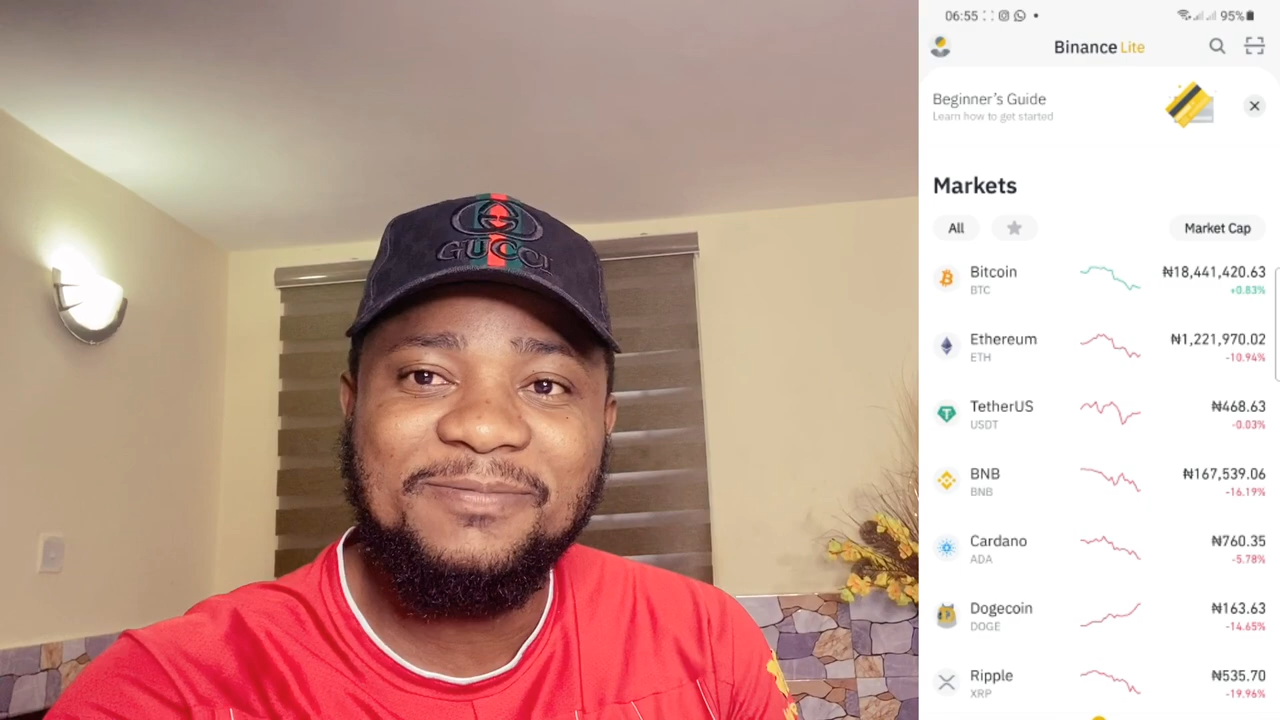 GUCCI
06:55 95%
Binance Lite
Beginner's Guide
Learn how to get started
Markets
All
Market Cap
Bitcoin ₦18,441,420.63
BTC +0.83%
Ethereum ₦1,221,970.02
ETH -10.94%
TetherUS ₦468.63
USDT -0.03%
BNB ₦167,539.06
BNB -16.19%
Cardano ₦760.35
ADA -5.78%
Dogecoin ₦163.63
DOGE -14.65%
Ripple ₦535.70
XRP -19.96%